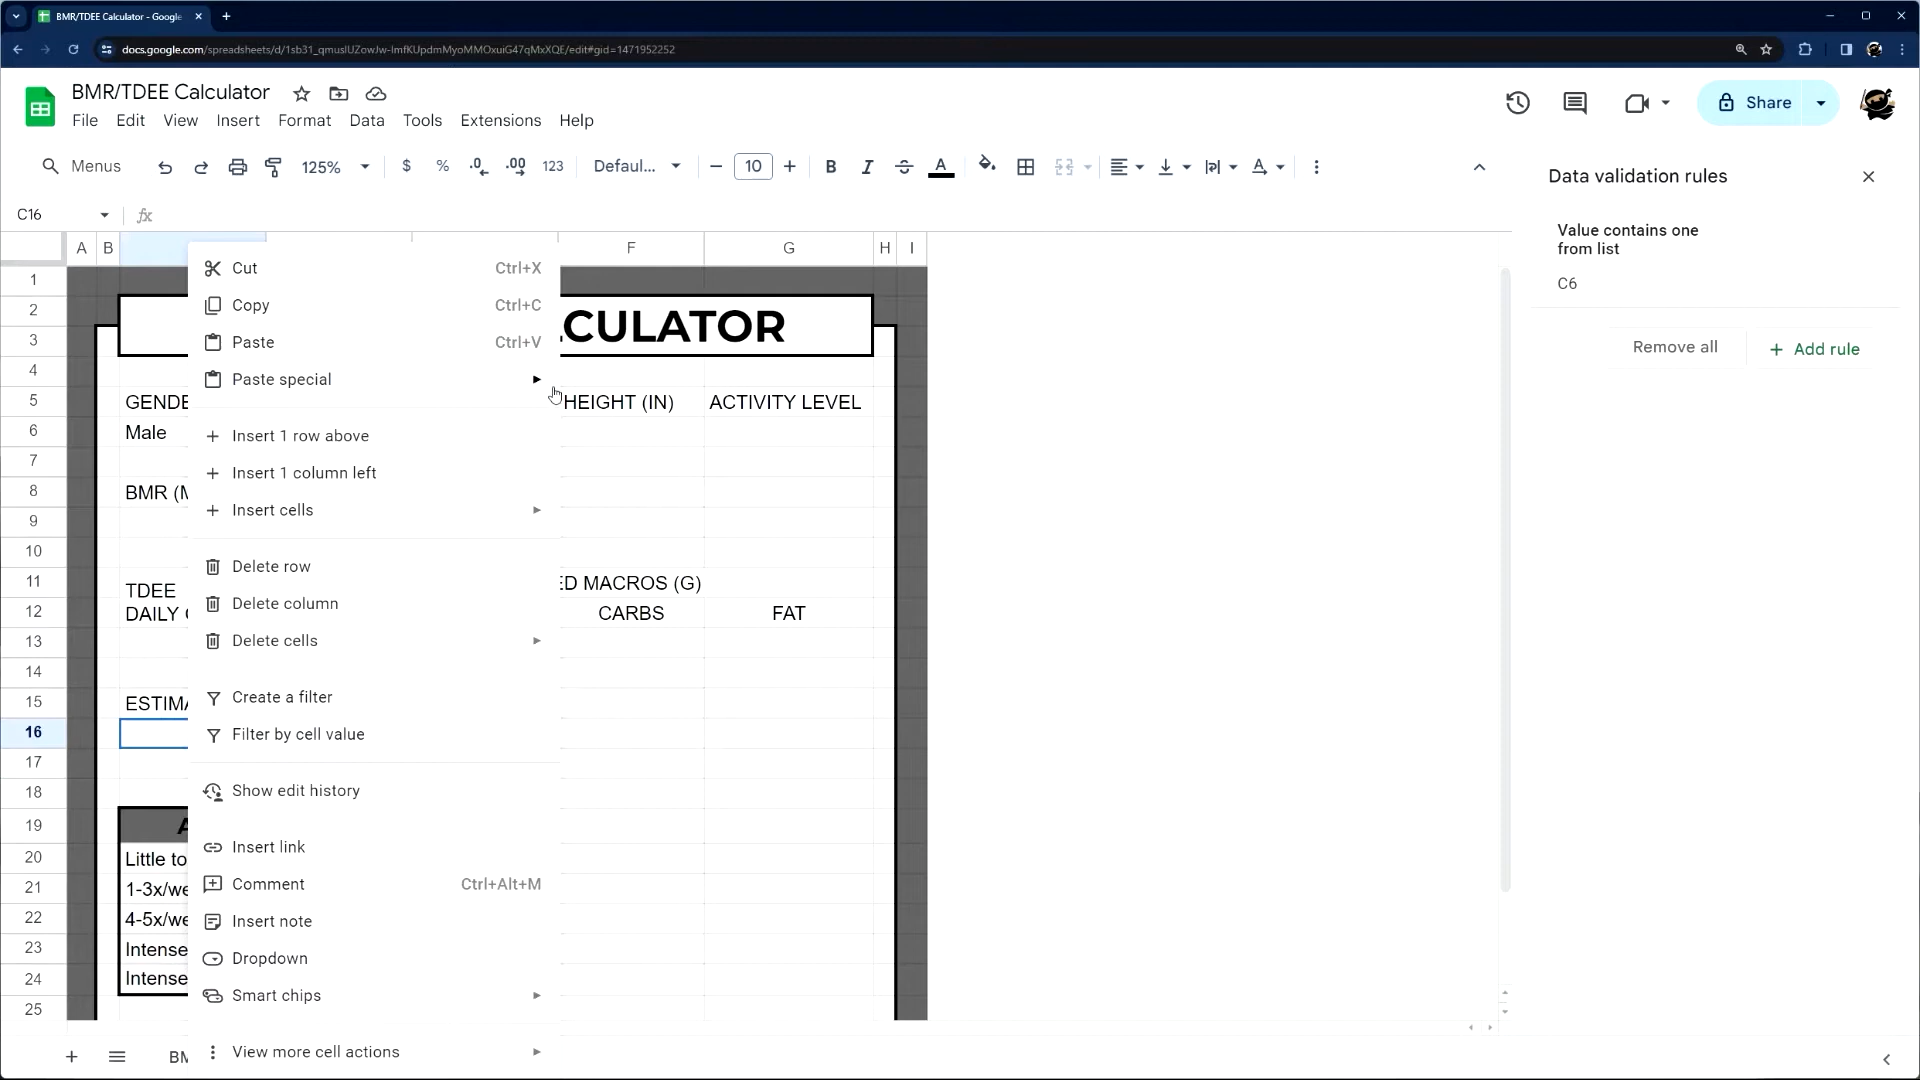 BMR/TDEE Calculator - Google
docs.google.com/spreadsheets/d/1sb31_qmuslUZowJw-lmfKUpdmMyoMMOxuiG47qMxXQE/edit#gid=1471952252
BMR/TDEE Calculator
File Edit View Insert Format Data Tools Extensions Help
Share
Menus 125% $ % .0 .00 123 Defaul... 10 B I A
C16 fx
A B F G H I
1
2
3
CULATOR
4
5 GENDE HEIGHT (IN) ACTIVITY LEVEL
6 Male
7
8 BMR (M
9
10
11 TDEE ED MACROS (G)
12 DAILY CARBS FAT
13
14
15 ESTIMA
16
17
18
19 A
20 Little to
21 1-3x/we
22 4-5x/we
23 Intense
24 Intense
25
BM
Cut Ctrl+X
Copy Ctrl+C
Paste Ctrl+V
Paste special
Insert 1 row above
Insert 1 column left
Insert cells
Delete row
Delete column
Delete cells
Create a filter
Filter by cell value
Show edit history
Insert link
Comment Ctrl+Alt+M
Insert note
Dropdown
Smart chips
View more cell actions
Data validation rules
Value contains one
from list
C6
Remove all
Add rule